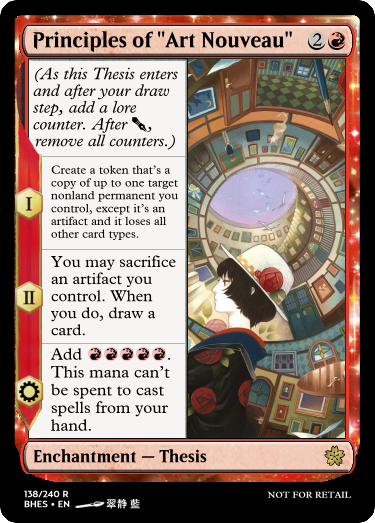 Principles of "Art Nouveau" 2
(As this Thesis enters
and after your draw
step, add a lore
counter. After ,
remove all counters.)
I
Create a token that's a
copy of up to one target
nonland permanent you
control, except it's an
artifact and it loses all
other card types.
II
You may sacrifice
an artifact you
control. When
you do, draw a
card.
Add .
This mana can't
be spent to cast
spells from your
hand.
Enchantment — Thesis
138/240 R
BHES • EN 翠静 藍
NOT FOR RETAIL